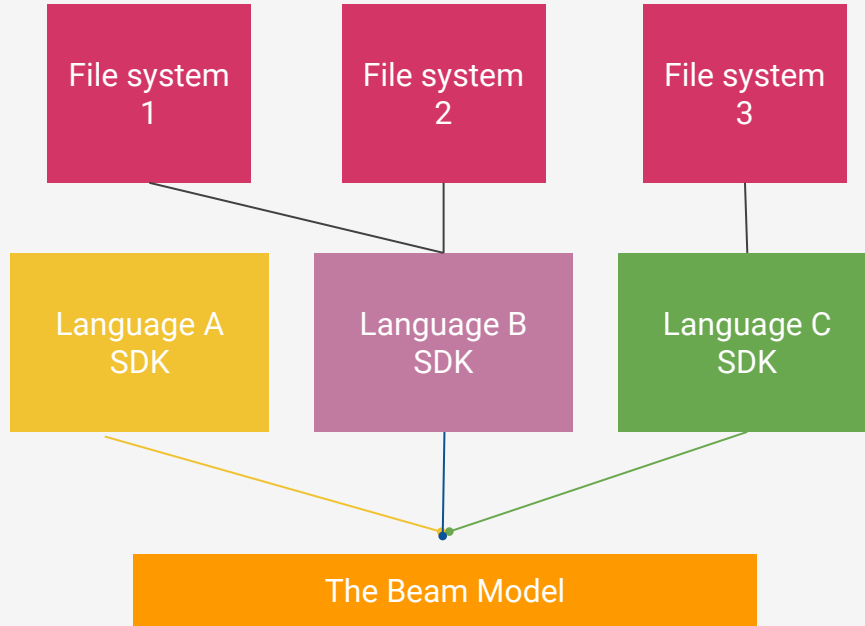 File system
1
File system
2
File system
3
Language A
SDK
Language B
SDK
Language C
SDK
The Beam Model